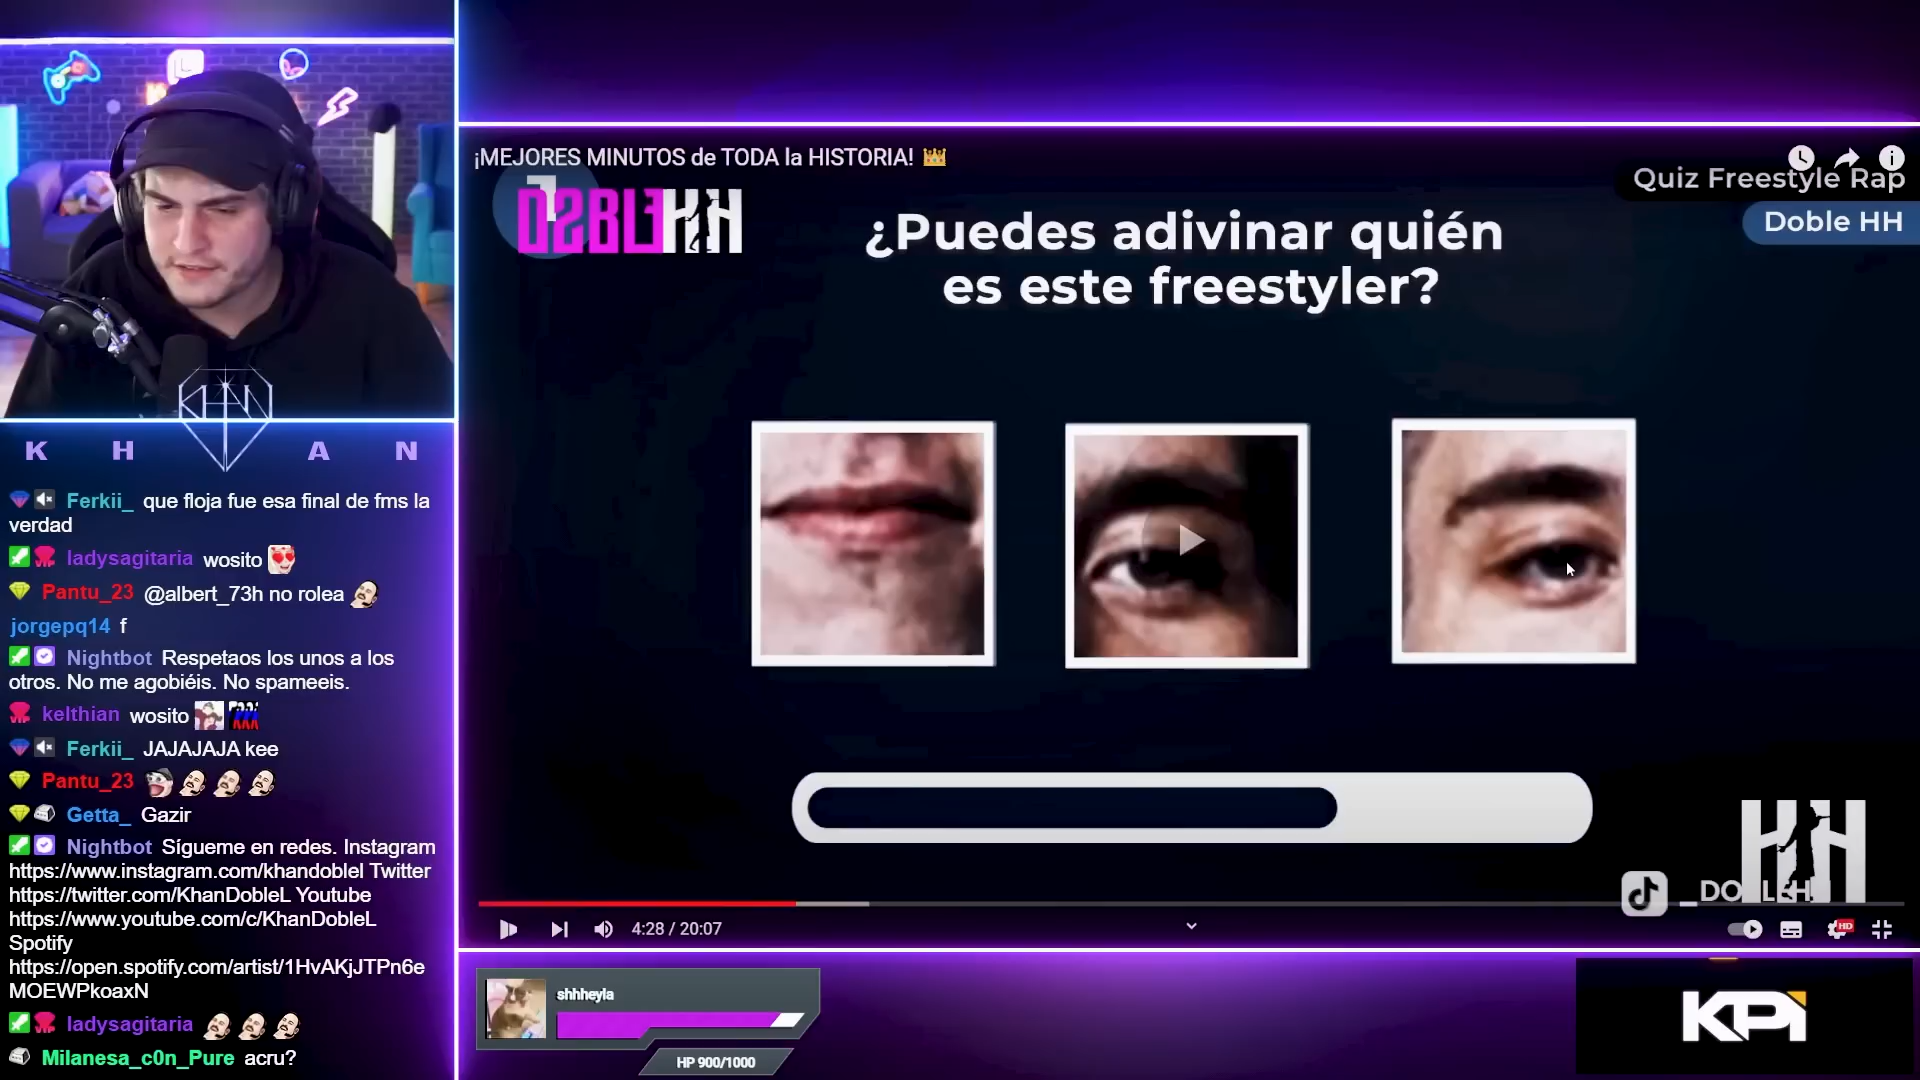 KHAN
K H A N
Ferkii_ que floja fue esa final de fms la
verdad
ladysagitaria wosito
Pantu_23 @albert_73h no rolea
jorgepq14 f
Nightbot Respetaos los unos a los
otros. No me agobiéis. No spameeis.
kelthian wosito
Ferkii_ JAJAJAJA kee
Pantu_23
Getta_ Gazir
Nightbot Sígueme en redes. Instagram
https://www.instagram.com/khandoblel Twitter
https://twitter.com/KhanDobleL Youtube
https://www.youtube.com/c/KhanDobleL
Spotify
https://open.spotify.com/artist/1HvAKjJTPn6e
MOEWPkoaxN
ladysagitaria
Milanesa_c0n_Pure acru?
¡MEJORES MINUTOS de TODA la HISTORIA!
Quiz Freestyle Rap
Doble HH
¿Puedes adivinar quién
es este freestyler?
HH
4:28 / 20:07
HD
shhheyla
HP 900/1000
KPi